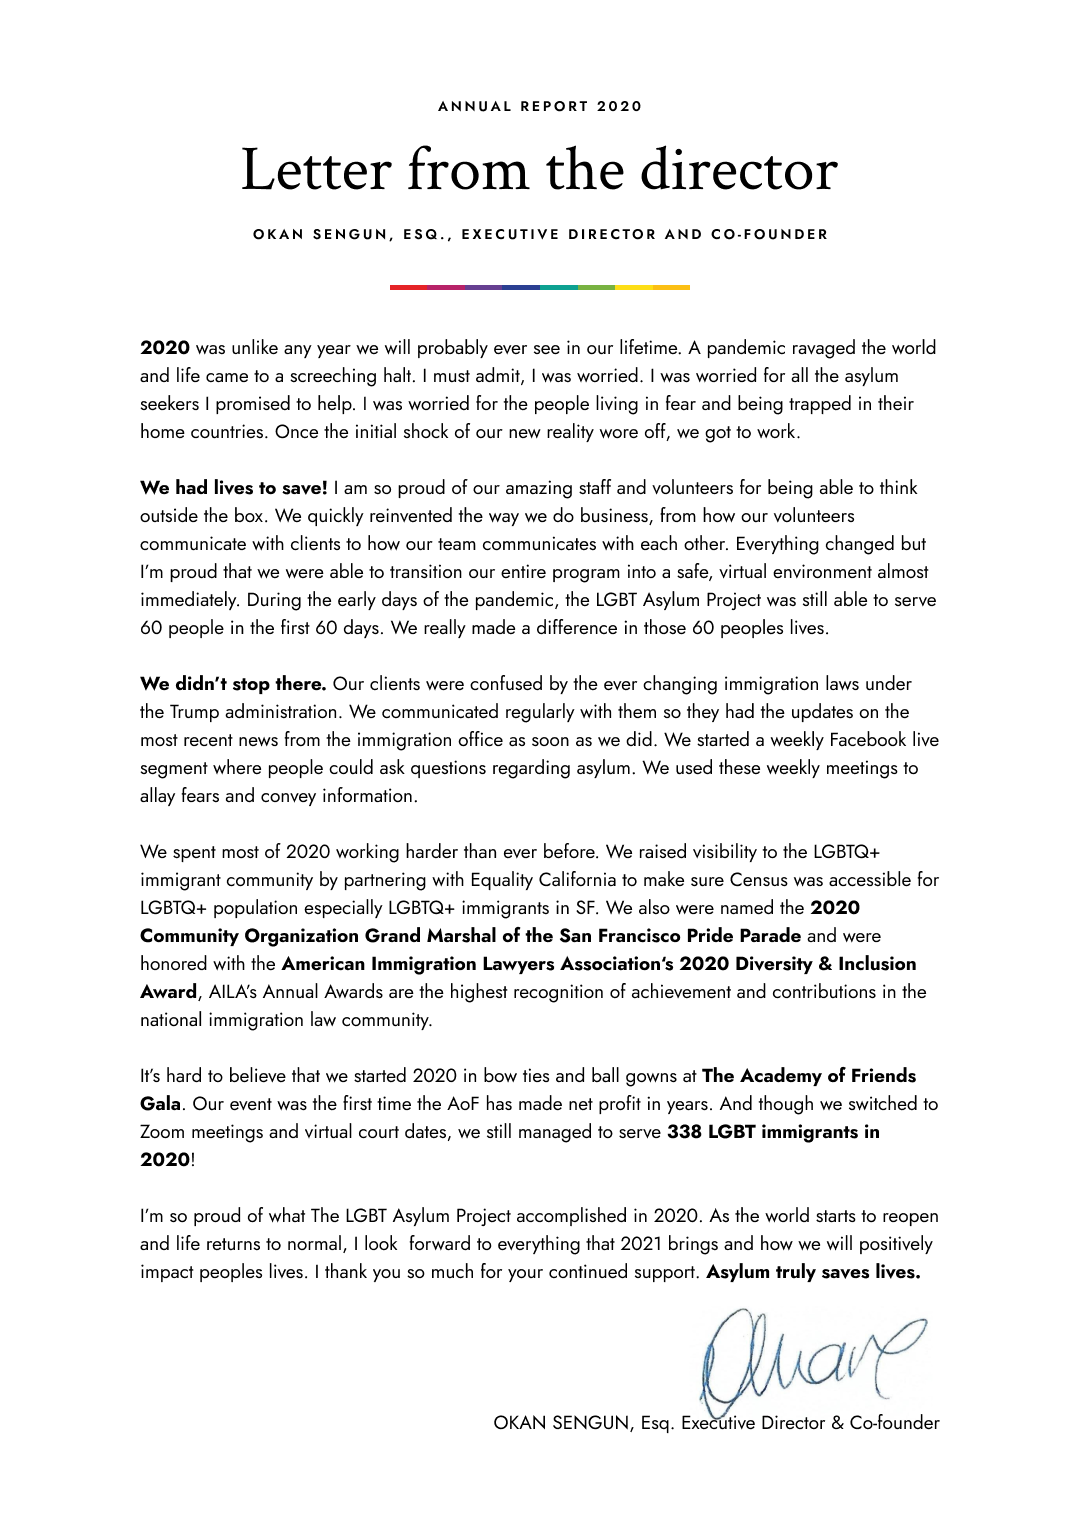 ANNUAL REPORT 2020
Letter from the director
OKAN SENGUN, ESQ., EXECUTIVE DIRECTOR AND CO-FOUNDER
2020 was unlike any year we will probably ever see in our lifetime. A pandemic ravaged the world
and life came to a screeching halt. I must admit, I was worried. I was worried for all the asylum
seekers I promised to help. I was worried for the people living in fear and being trapped in their
home countries. Once the initial shock of our new reality wore off, we got to work.
We had lives to save! I am so proud of our amazing staff and volunteers for being able to think
outside the box. We quickly reinvented the way we do business, from how our volunteers
communicate with clients to how our team communicates with each other. Everything changed but
I’m proud that we were able to transition our entire program into a safe, virtual environment almost
immediately. During the early days of the pandemic, the LGBT Asylum Project was still able to serve
60 people in the first 60 days. We really made a difference in those 60 peoples lives.
We didn’t stop there. Our clients were confused by the ever changing immigration laws under
the Trump administration. We communicated regularly with them so they had the updates on the
most recent news from the immigration office as soon as we did. We started a weekly Facebook live
segment where people could ask questions regarding asylum. We used these weekly meetings to
allay fears and convey information.
We spent most of 2020 working harder than ever before. We raised visibility to the LGBTQ+
immigrant community by partnering with Equality California to make sure Census was accessible for
LGBTQ+ population especially LGBTQ+ immigrants in SF. We also were named the 2020
Community Organization Grand Marshal of the San Francisco Pride Parade and were
honored with the American Immigration Lawyers Association‘s 2020 Diversity & Inclusion
Award, AILA’s Annual Awards are the highest recognition of achievement and contributions in the
national immigration law community.
It’s hard to believe that we started 2020 in bow ties and ball gowns at The Academy of Friends
Gala. Our event was the first time the AoF has made net profit in years. And though we switched to
Zoom meetings and virtual court dates, we still managed to serve 338 LGBT immigrants in
2020!
I’m so proud of what The LGBT Asylum Project accomplished in 2020. As the world starts to reopen
and life returns to normal, I look  forward to everything that 2021 brings and how we will positively
impact peoples lives. I thank you so much for your continued support. Asylum truly saves lives.
OKAN SENGUN, Esq. Executive Director & Co-founder